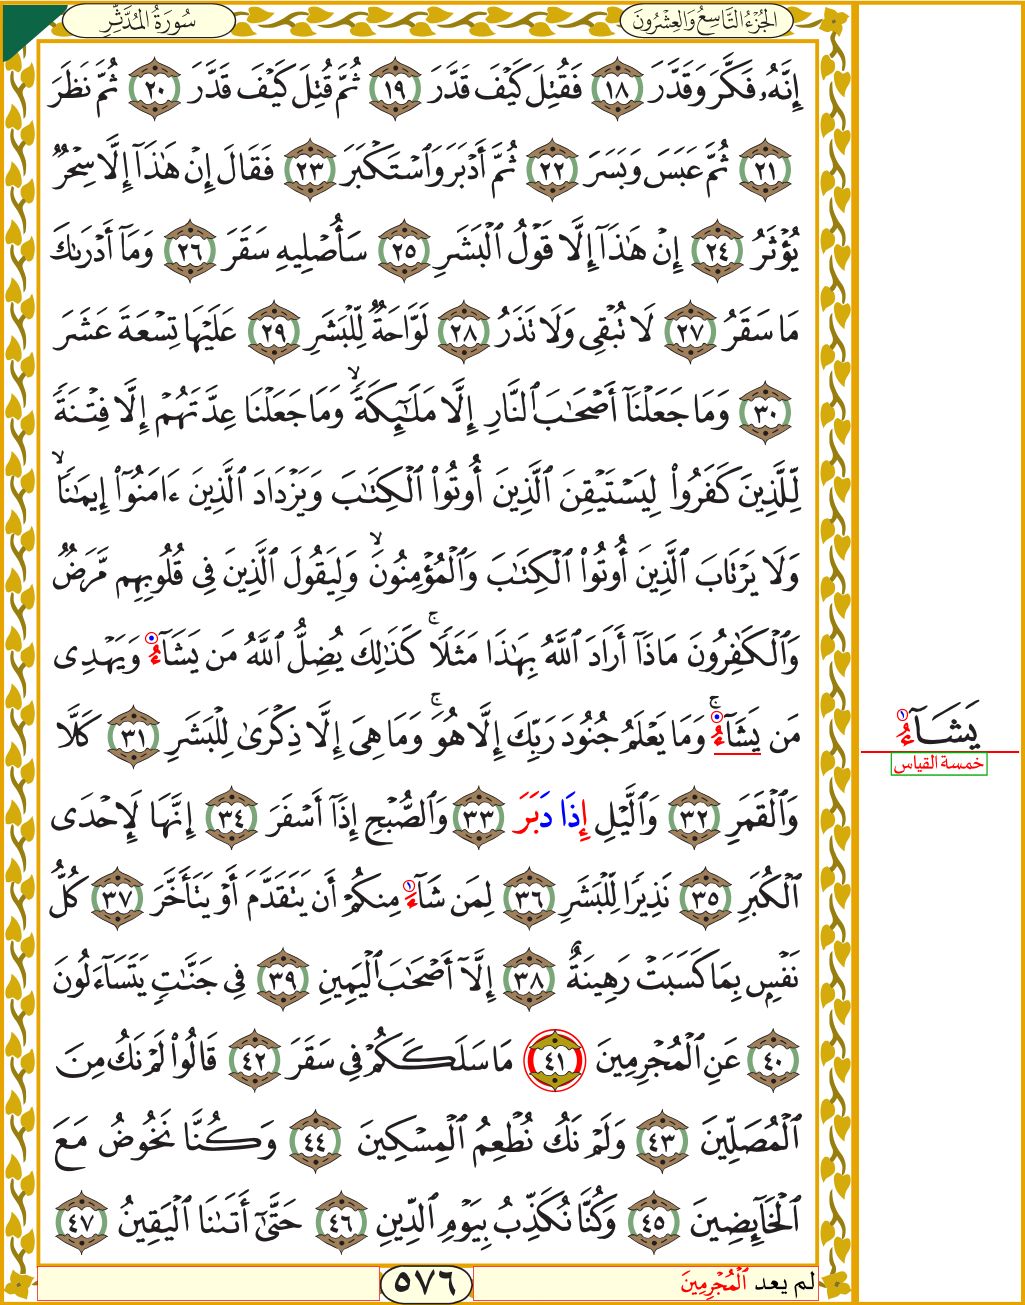 الجُزْءُ التَّاسِعُ وَالعِشْرُونَ
سُورَةُ المُدَّثِّرِ
إِنَّهُۥ فَكَّرَ وَقَدَّرَ ١٨ فَقُتِلَ كَيْفَ قَدَّرَ ١٩ ثُمَّ قُتِلَ كَيْفَ قَدَّرَ ٢٠ ثُمَّ نَظَرَ
٢١ ثُمَّ عَبَسَ وَبَسَرَ ٢٢ ثُمَّ أَدْبَرَ وَٱسْتَكْبَرَ ٢٣ فَقَالَ إِنْ هَٰذَآ إِلَّا سِحْرٌ
يُؤْثَرُ ٢٤ إِنْ هَٰذَآ إِلَّا قَوْلُ ٱلْبَشَرِ ٢٥ سَأُصْلِيهِ سَقَرَ ٢٦ وَمَآ أَدْرَىٰكَ
مَا سَقَرُ ٢٧ لَا تُبْقِى وَلَا تَذَرُ ٢٨ لَوَّاحَةٌ لِّلْبَشَرِ ٢٩ عَلَيْهَا تِسْعَةَ عَشَرَ
٣٠ وَمَا جَعَلْنَآ أَصْحَٰبَ ٱلنَّارِ إِلَّا مَلَٰٓئِكَةً ۙ وَمَا جَعَلْنَا عِدَّتَهُمْ إِلَّا فِتْنَةً
لِّلَّذِينَ كَفَرُوا۟ لِيَسْتَيْقِنَ ٱلَّذِينَ أُوتُوا۟ ٱلْكِتَٰبَ وَيَزْدَادَ ٱلَّذِينَ ءَامَنُوٓا۟ إِيمَٰنًا ۙ
وَلَا يَرْتَابَ ٱلَّذِينَ أُوتُوا۟ ٱلْكِتَٰبَ وَٱلْمُؤْمِنُونَ ۙ وَلِيَقُولَ ٱلَّذِينَ فِى قُلُوبِهِم مَّرَضٌ
وَٱلْكَٰفِرُونَ مَاذَآ أَرَادَ ٱللَّهُ بِهَٰذَا مَثَلًا ۚ كَذَٰلِكَ يُضِلُّ ٱللَّهُ مَن يَشَآءُ وَيَهْدِى
مَن يَشَآءُ ۚ وَمَا يَعْلَمُ جُنُودَ رَبِّكَ إِلَّا هُوَ ۚ وَمَا هِىَ إِلَّا ذِكْرَىٰ لِلْبَشَرِ ٣١ كَلَّا
يَشَآءُ ١
خمسة القياس
وَٱلْقَمَرِ ٣٢ وَٱلَّيْلِ إِذَا دَبَرَ ٣٣ وَٱلصُّبْحِ إِذَآ أَسْفَرَ ٣٤ إِنَّهَا لَإِحْدَى
ٱلْكُبَرِ ٣٥ نَذِيرًا لِّلْبَشَرِ ٣٦ لِمَن شَآءَ ١ مِنكُمْ أَن يَتَقَدَّمَ أَوْ يَتَأَخَّرَ ٣٧ كُلُّ
نَفْسٍۭ بِمَا كَسَبَتْ رَهِينَةٌ ٣٨ إِلَّآ أَصْحَٰبَ ٱلْيَمِينِ ٣٩ فِى جَنَّٰتٍ يَتَسَآءَلُونَ
٤٠ عَنِ ٱلْمُجْرِمِينَ ٤١ مَا سَلَكَكُمْ فِى سَقَرَ ٤٢ قَالُوا۟ لَمْ نَكُ مِنَ
ٱلْمُصَلِّينَ ٤٣ وَلَمْ نَكُ نُطْعِمُ ٱلْمِسْكِينَ ٤٤ وَكُنَّا نَخُوضُ مَعَ
ٱلْخَآئِضِينَ ٤٥ وَكُنَّا نُكَذِّبُ بِيَوْمِ ٱلدِّينِ ٤٦ حَتَّىٰٓ أَتَىٰنَا ٱلْيَقِينُ ٤٧
لم يعد ٱلْمُجْرِمِينَ
٥٧٦